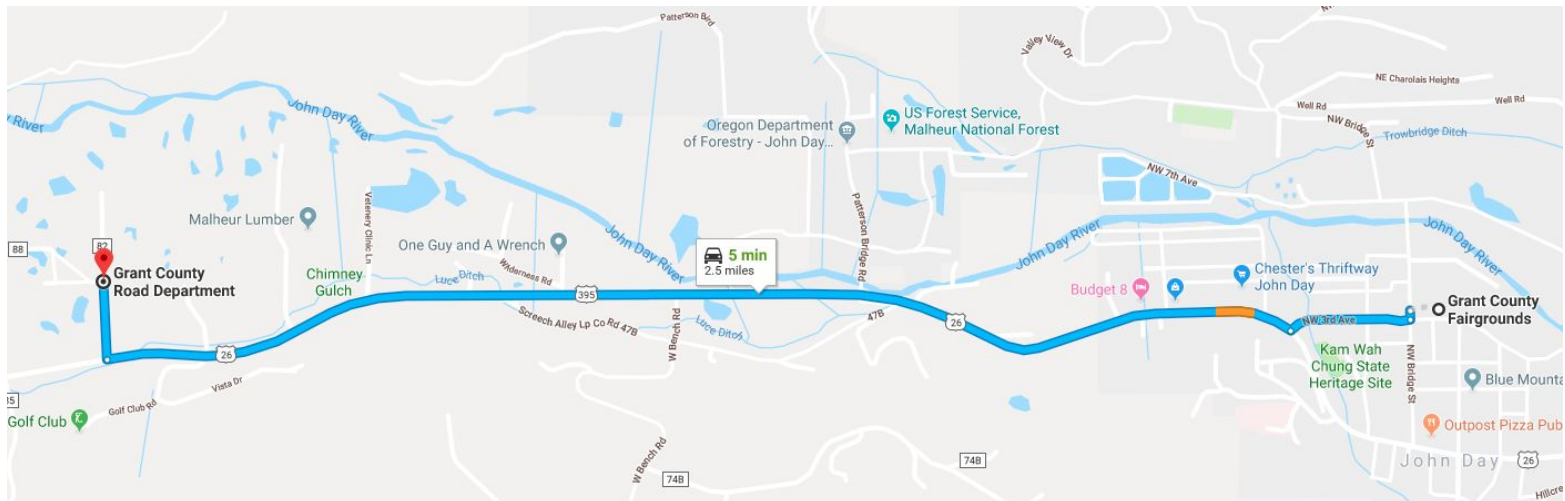 Patterson Blvd
Valley View Dr
NE Charolais Heights
Well Rd
Well Rd
NW Bridge St
Trowbridge Ditch
John Day River
River
US Forest Service,
Malheur National Forest
Oregon Department
of Forestry - John Day...
NW 7th Ave
Malheur Lumber
Vetenery Clinic Ln
One Guy and A Wrench
John Day River
Patterson Bridge Rd
John Day River
John Day River
88
82
Grant County
Road Department
Chimney
Gulch
Luce Ditch
Wilderness Rd
5 min
2.5 miles
395
Budget 8
Chester's Thriftway
John Day
Grant County
Fairgrounds
Screech Alley Lp Co Rd 47B
W Bench Rd
Luce Ditch
47B
26
NW 3rd Ave
26
Vista Dr
Golf Club Rd
Golf Club
Kam Wah
Chung State
Heritage Site
NW Bridge St
Blue Mounta
Outpost Pizza Pub
W Bench Rd
74B
74B
John Day
26
Hillcre